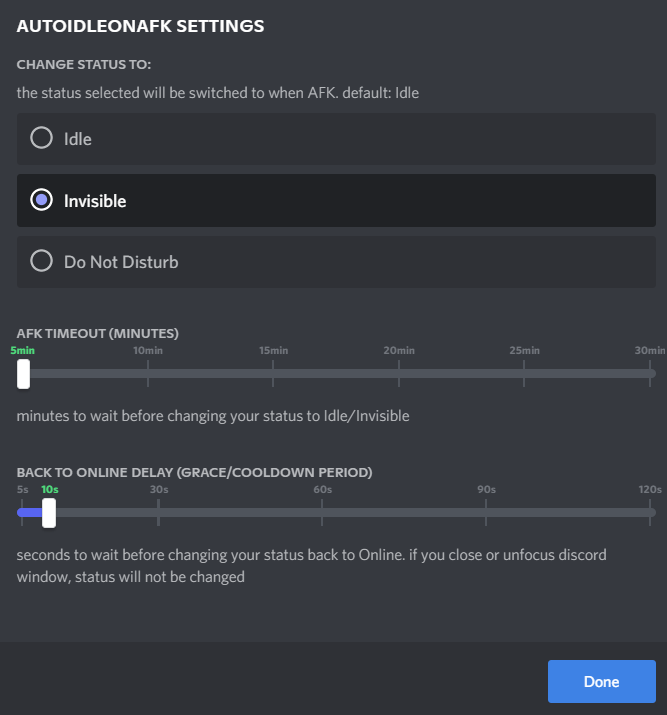 AUTOIDLEONAFK SETTINGS
CHANGE STATUS TO:
the status selected will be switched to when AFK. default: Idle
Idle
Invisible
Do Not Disturb
AFK TIMEOUT (MINUTES)
5min 10min 15min 20min 25min 30min
minutes to wait before changing your status to Idle/Invisible
BACK TO ONLINE DELAY (GRACE/COOLDOWN PERIOD)
5s 10s 30s 60s 90s 120s
seconds to wait before changing your status back to Online. if you close or unfocus discord
window, status will not be changed
Done